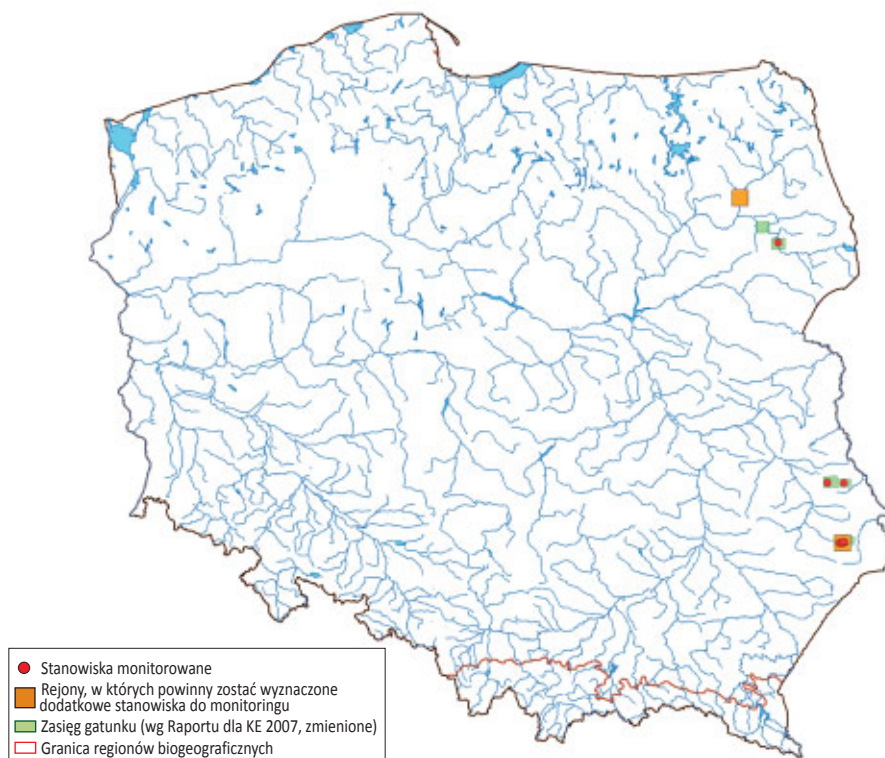 Stanowiska monitorowane
Rejony, w których powinny zostać wyznaczone
dodatkowe stanowiska do monitoringu
Zasięg gatunku (wg Raportu dla KE 2007, zmienione)
Granica regionów biogeograficznych